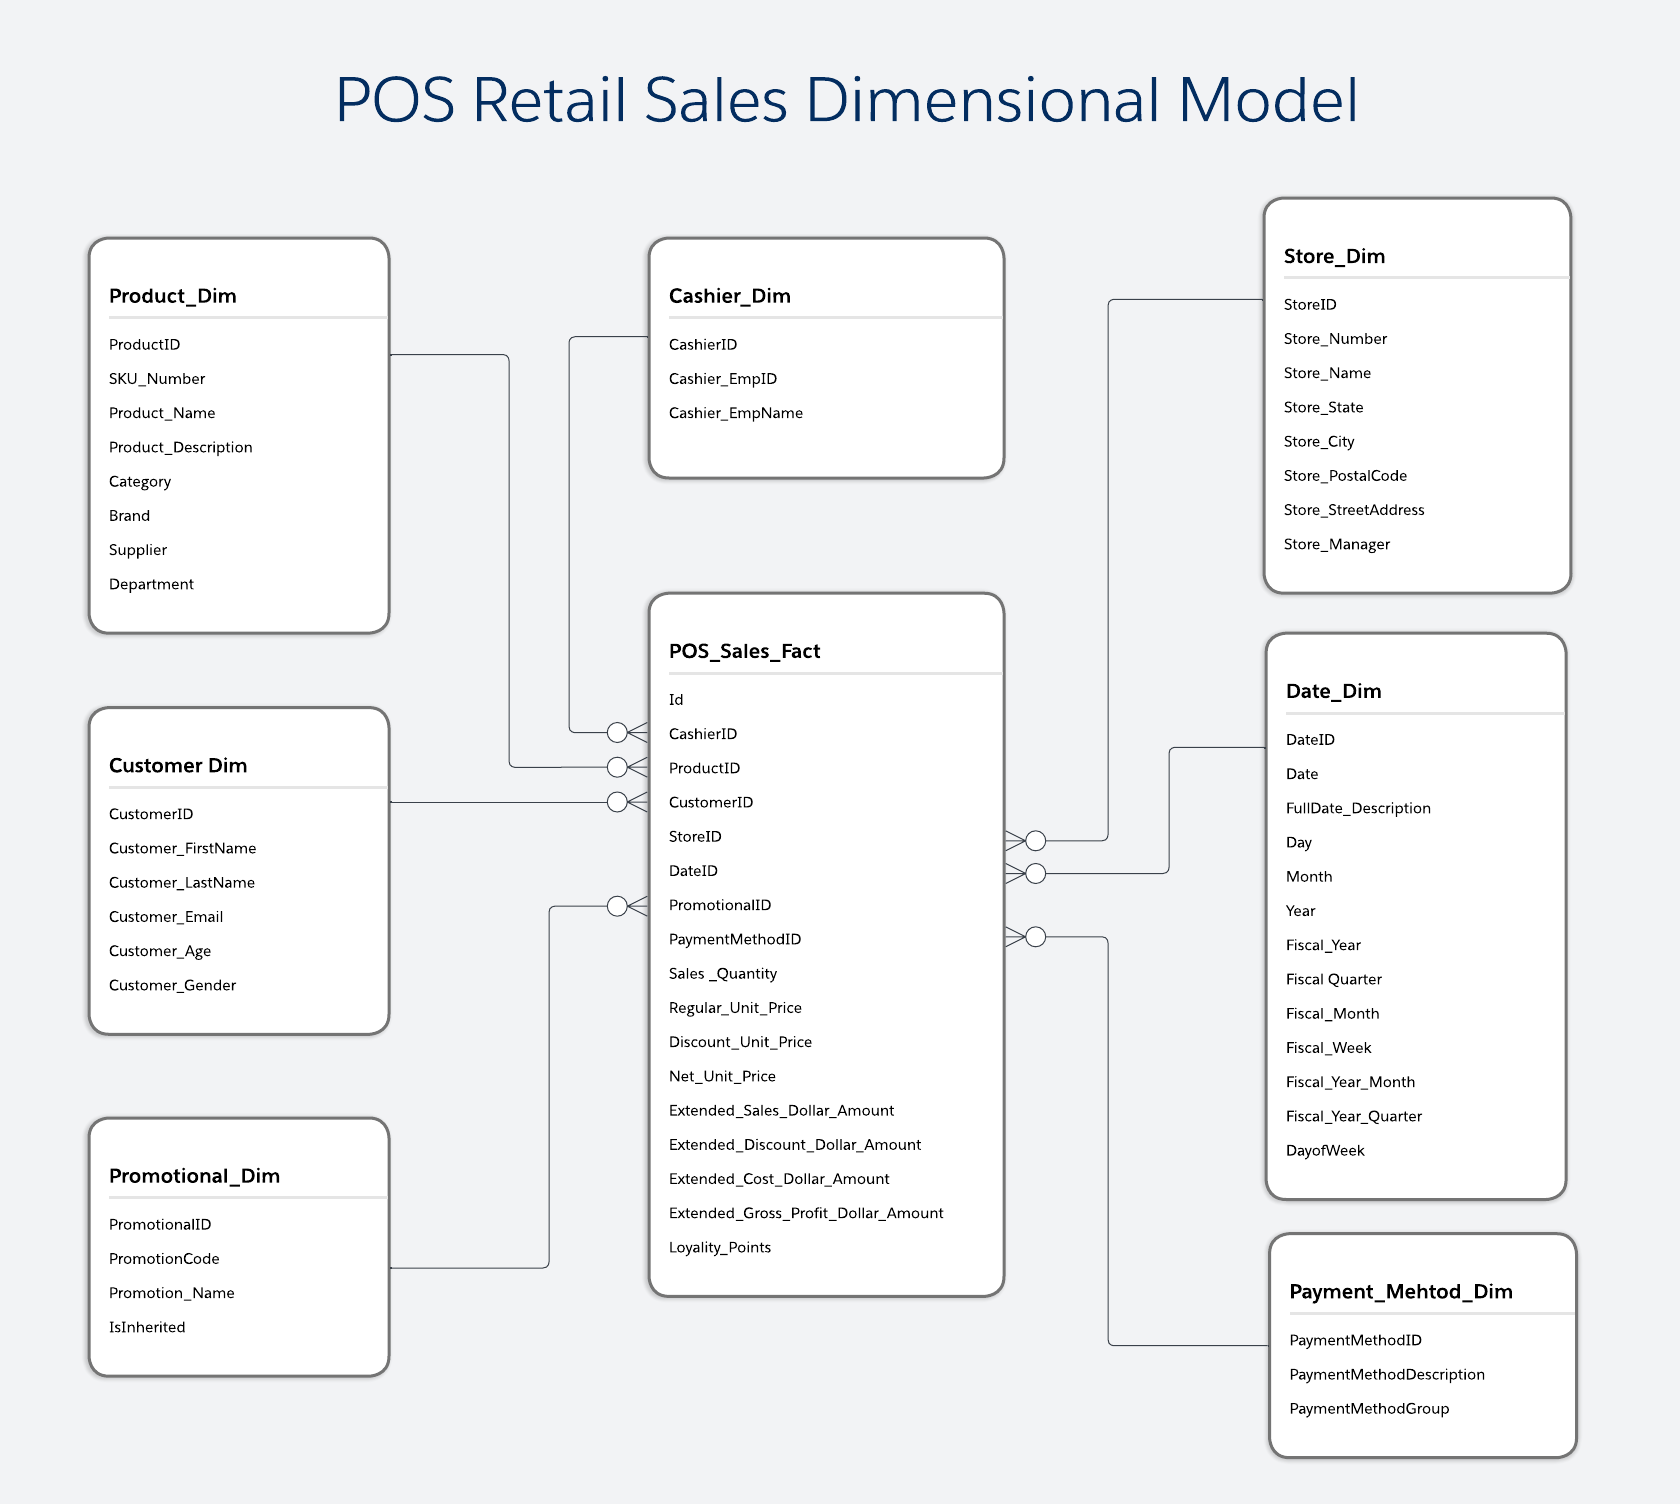 POS Retail Sales Dimensional Model
Product_Dim
ProductID
SKU_Number
Product_Name
Product_Description
Category
Brand
Supplier
Department
Cashier_Dim
CashierID
Cashier_EmpID
Cashier_EmpName
Store_Dim
StoreID
Store_Number
Store_Name
Store_State
Store_City
Store_PostalCode
Store_StreetAddress
Store_Manager
Customer Dim
CustomerID
Customer_FirstName
Customer_LastName
Customer_Email
Customer_Age
Customer_Gender
POS_Sales_Fact
Id
CashierID
ProductID
CustomerID
StoreID
DateID
PromotionalID
PaymentMethodID
Sales _Quantity
Regular_Unit_Price
Discount_Unit_Price
Net_Unit_Price
Extended_Sales_Dollar_Amount
Extended_Discount_Dollar_Amount
Extended_Cost_Dollar_Amount
Extended_Gross_Profit_Dollar_Amount
Loyality_Points
Date_Dim
DateID
Date
FullDate_Description
Day
Month
Year
Fiscal_Year
Fiscal Quarter
Fiscal_Month
Fiscal_Week
Fiscal_Year_Month
Fiscal_Year_Quarter
DayofWeek
Promotional_Dim
PromotionalID
PromotionCode
Promotion_Name
IsInherited
Payment_Mehtod_Dim
PaymentMethodID
PaymentMethodDescription
PaymentMethodGroup